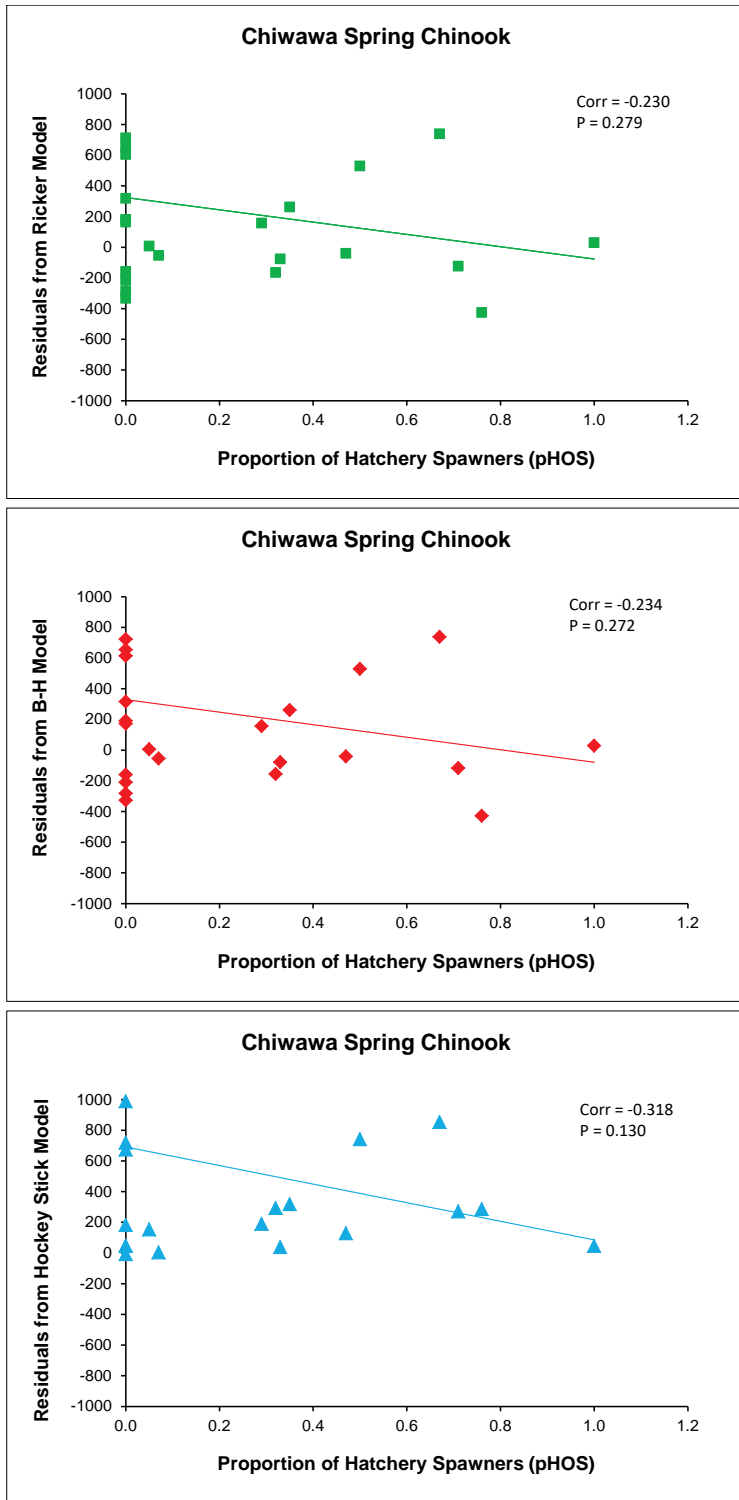 Chiwawa Spring Chinook
Corr = -0.230
P = 0.279
1000
800
600
400
200
0
-200
-400
-600
-800
-1000
Residuals from Ricker Model
0.0 0.2 0.4 0.6 0.8 1.0 1.2
Proportion of Hatchery Spawners (pHOS)
Chiwawa Spring Chinook
Corr = -0.234
P = 0.272
1000
800
600
400
200
0
-200
-400
-600
-800
-1000
Residuals from B-H Model
0.0 0.2 0.4 0.6 0.8 1.0 1.2
Proportion of Hatchery Spawners (pHOS)
Chiwawa Spring Chinook
Corr = -0.318
P = 0.130
1000
800
600
400
200
0
-200
-400
-600
-800
-1000
Residuals from Hockey Stick Model
0.0 0.2 0.4 0.6 0.8 1.0 1.2
Proportion of Hatchery Spawners (pHOS)